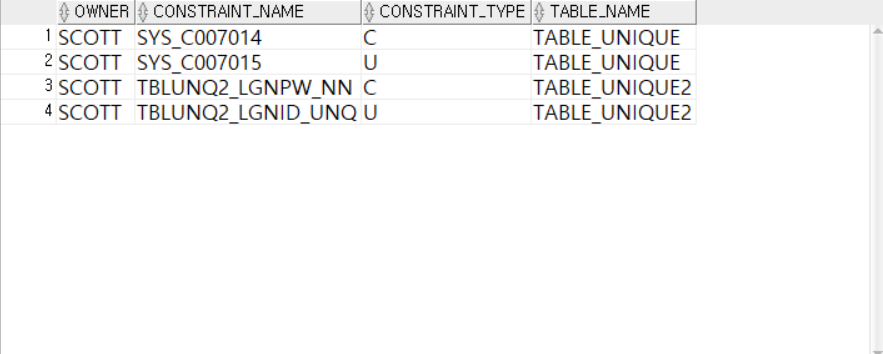 OWNER CONSTRAINT_NAME CONSTRAINT_TYPE TABLE_NAME
1 SCOTT SYS_C007014 C TABLE_UNIQUE
2 SCOTT SYS_C007015 U TABLE_UNIQUE
3 SCOTT TBLUNQ2_LGNPW_NN C TABLE_UNIQUE2
4 SCOTT TBLUNQ2_LGNID_UNQ U TABLE_UNIQUE2